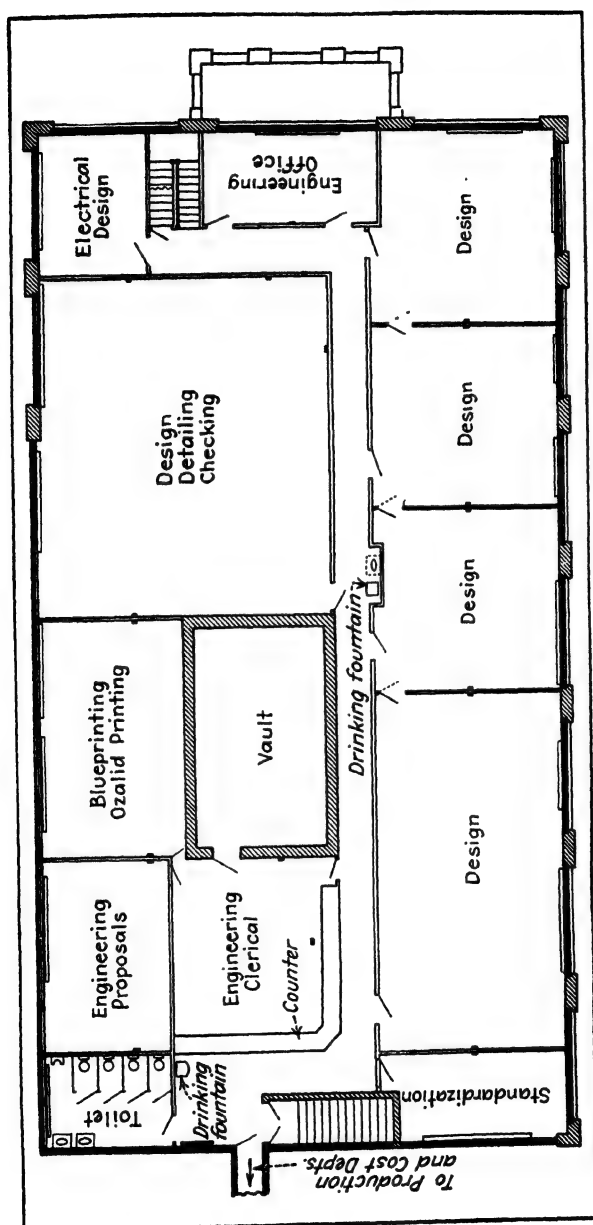 Toilet
Engineering
Proposals
Blueprinting
Ozalid Printing
Design
Detailing
Checking
Electrical
Design
Drinking
fountain
Engineering
Clerical
Counter
Vault
Engineering
Office
To Production
and Cost Depts.
Drinking fountain
Standardization
Design
Design
Design
Design